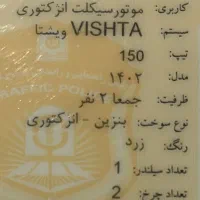 کاربری: موتورسیکلت انژکتوری
سیستم: VISHTA ویشتا
تیپ: 150
مدل: ۱۴۰۲
ظرفیت: جمعا ۲ نفر
نوع سوخت: بنزین - انژکتوری
رنگ: زرد
تعداد سیلندر: 1
تعداد چرخ: 2